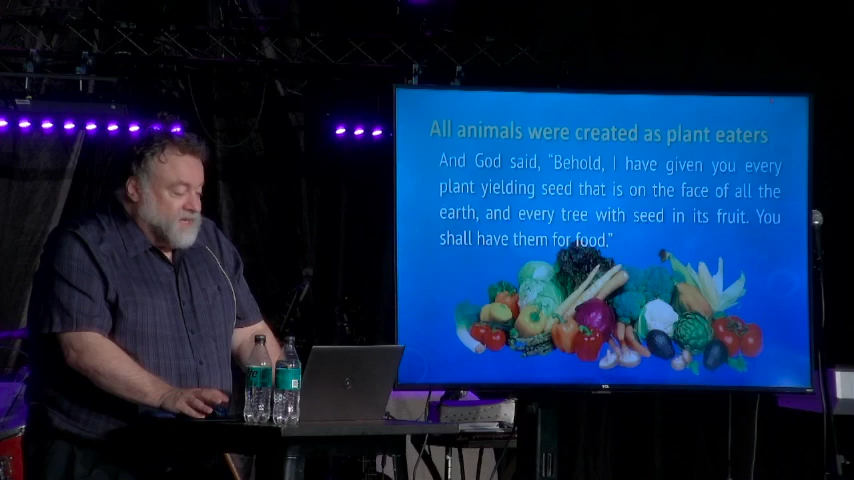 All animals were created as plant eaters
And God said, “Behold, I have given you every
plant yielding seed that is on the face of all the
earth, and every tree with seed in its fruit. You
shall have them for food.”
TCL